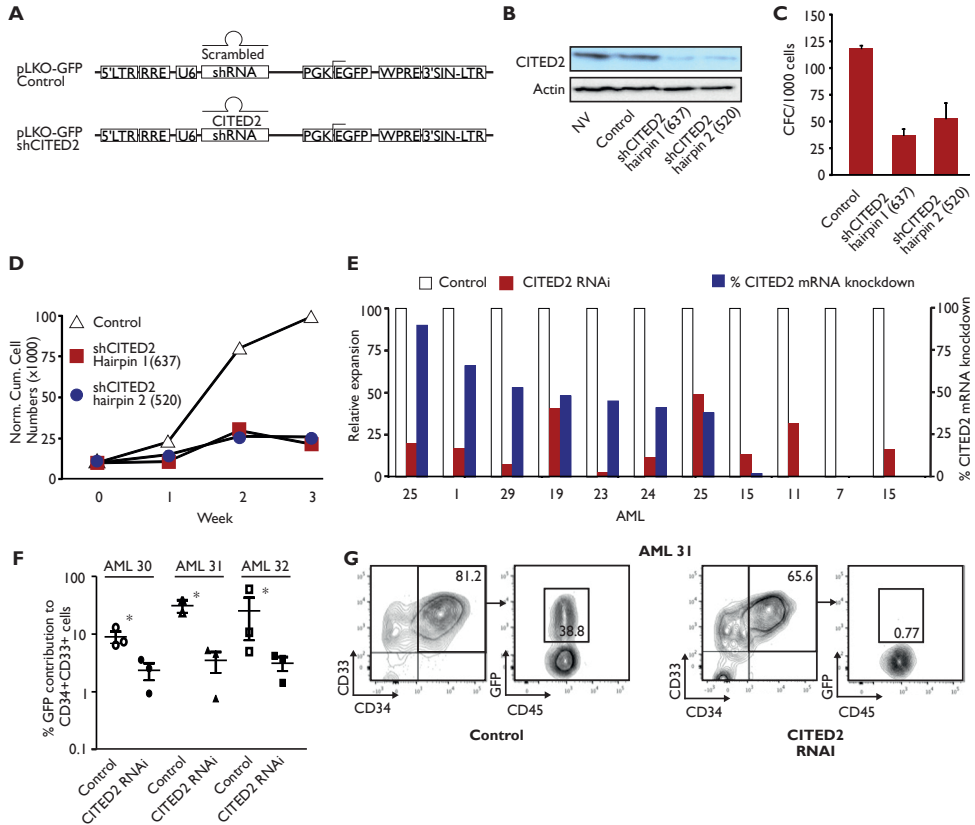 A
pLKO-GFP
Control
Scrambled
5'LTR RRE U6 shRNA PGK EGFP WPRE 3'SIN-LTR
pLKO-GFP
shCITED2
CITED2
5'LTR RRE U6 shRNA PGK EGFP WPRE 3'SIN-LTR
B
CITED2
Actin
NV
Control
shCITED2
hairpin 1 (637)
shCITED2
hairpin 2 (520)
C
CFC/1000 cells
150
125
100
75
50
25
0
Control
shCITED2
hairpin 1 (637)
shCITED2
hairpin 2 (520)
D
Norm. Cum. Cell
Numbers (x1000)
100
75
50
25
0
Control
shCITED2
Hairpin 1(637)
shCITED2
hairpin 2 (520)
0 1 2 3
Week
E
Control CITED2 RNAi % CITED2 mRNA knockdown
Relative expansion
100
75
50
25
0
% CITED2 mRNA knockdown
100
75
50
25
0
25 1 29 19 23 24 25 15 11 7 15
AML
F
AML 30 AML 31 AML 32
% GFP contribution to
CD34+CD33+ cells
100
10
1
0.1
* * *
Control
CITED2 RNAi
Control
CITED2 RNAi
Control
CITED2 RNAi
G
AML 31
81.2
CD33
CD34
38.8
GFP
CD45
Control
65.6
CD33
CD34
0.77
GFP
CD45
CITED2
RNAI